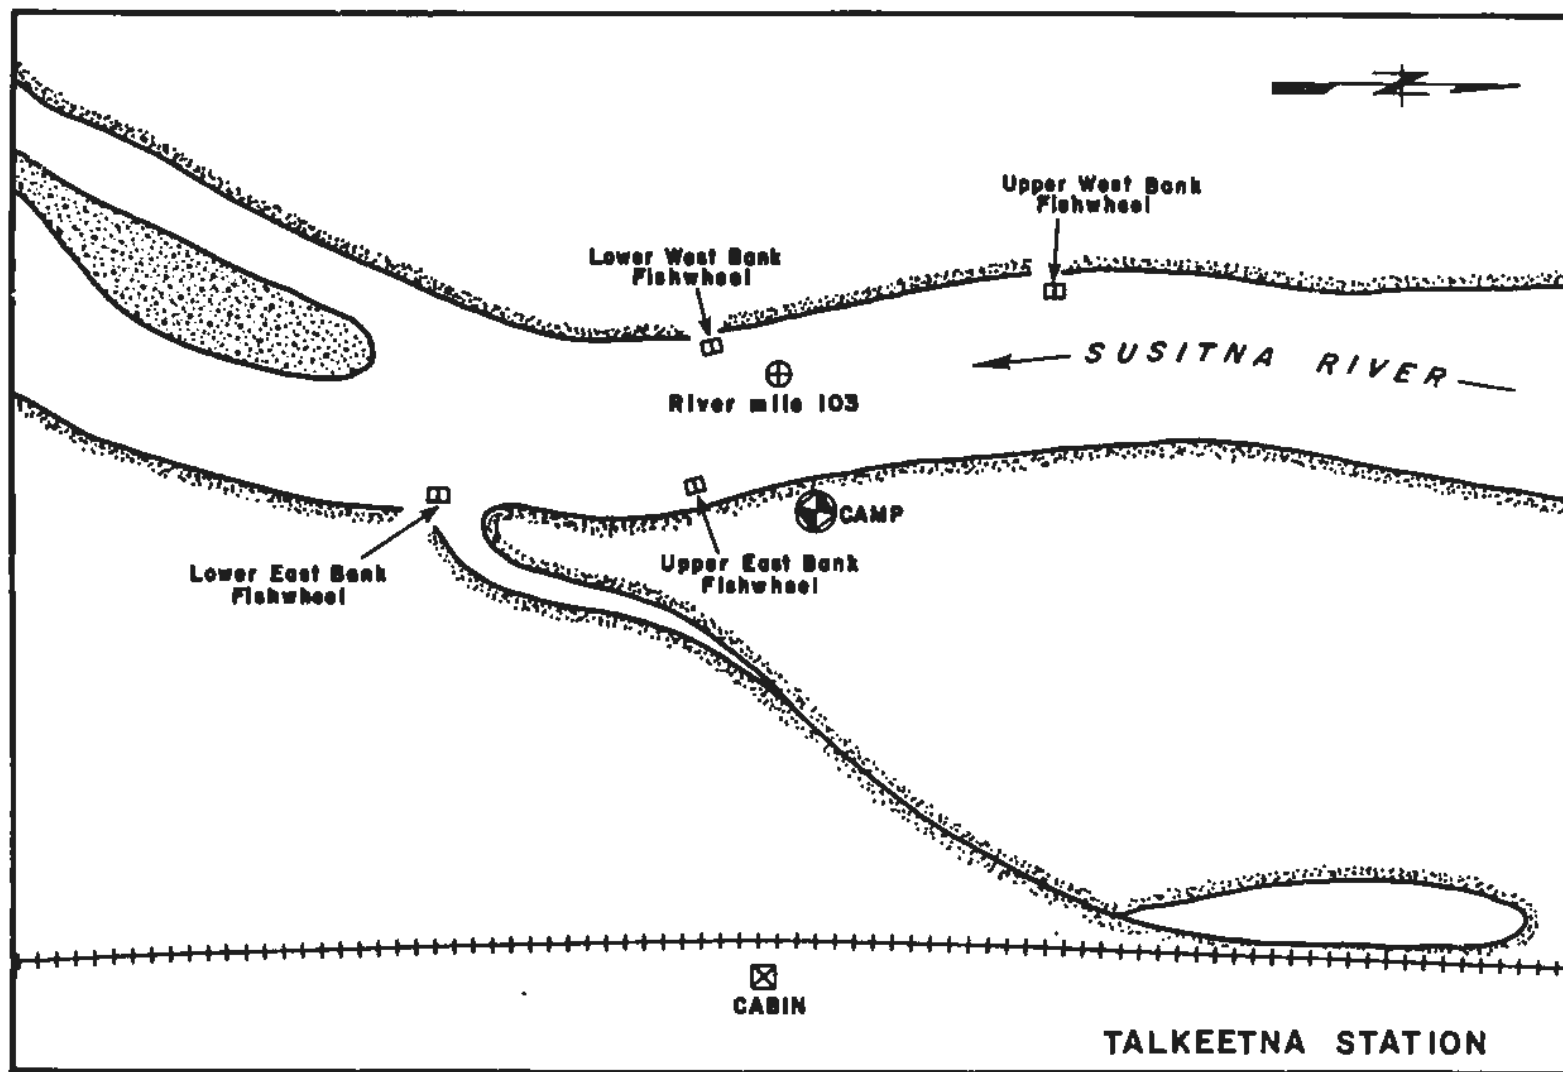 N
Upper West Bank
Fishwheel
Lower West Bank
Fishwheel
SUSITNA RIVER
River mile 103
CAMP
Upper East Bank
Fishwheel
Lower East Bank
Fishwheel
CABIN
TALKEETNA STATION